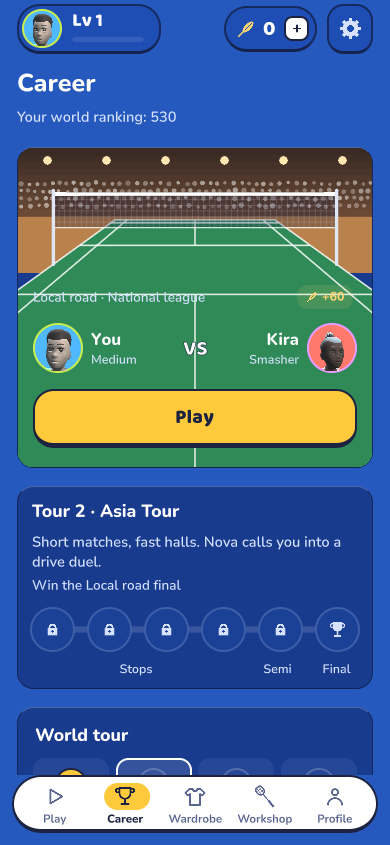 Lv 1
0
+
Career
Your world ranking: 530
Local road · National league
+60
You
Medium
VS
Kira
Smasher
Play
Tour 2 · Asia Tour
Short matches, fast halls. Nova calls you into a
drive duel.
Win the Local road final
Stops
Semi
Final
World tour
Play
Career
Wardrobe
Workshop
Profile